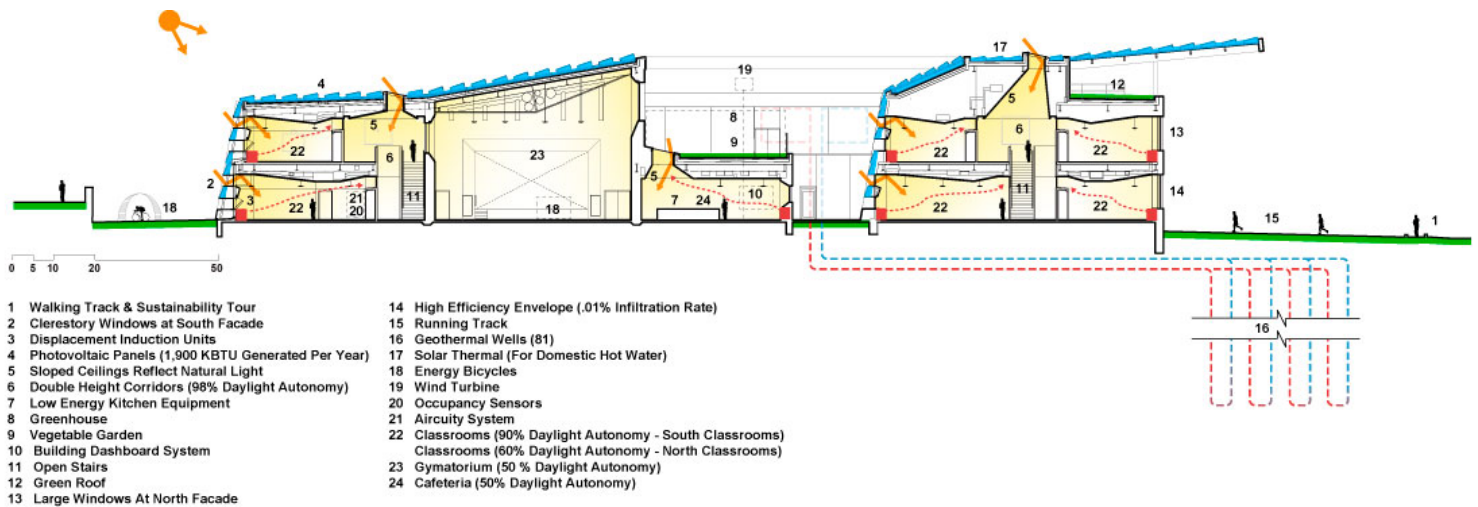 4
17
19
12
5
5
8
6
6
13
22
23
9
22
22
2
5
18
3
22
21
20
11
18
7
24
10
22
11
22
14
15
1
0 5 10 20 50
16
1 Walking Track & Sustainability Tour
2 Clerestory Windows at South Facade
3 Displacement Induction Units
4 Photovoltaic Panels (1,900 KBTU Generated Per Year)
5 Sloped Ceilings Reflect Natural Light
6 Double Height Corridors (98% Daylight Autonomy)
7 Low Energy Kitchen Equipment
8 Greenhouse
9 Vegetable Garden
10 Building Dashboard System
11 Open Stairs
12 Green Roof
13 Large Windows At North Facade
14 High Efficiency Envelope (.01% Infiltration Rate)
15 Running Track
16 Geothermal Wells (81)
17 Solar Thermal (For Domestic Hot Water)
18 Energy Bicycles
19 Wind Turbine
20 Occupancy Sensors
21 Aircuity System
22 Classrooms (90% Daylight Autonomy - South Classrooms)
Classrooms (60% Daylight Autonomy - North Classrooms)
23 Gymatorium (50 % Daylight Autonomy)
24 Cafeteria (50% Daylight Autonomy)